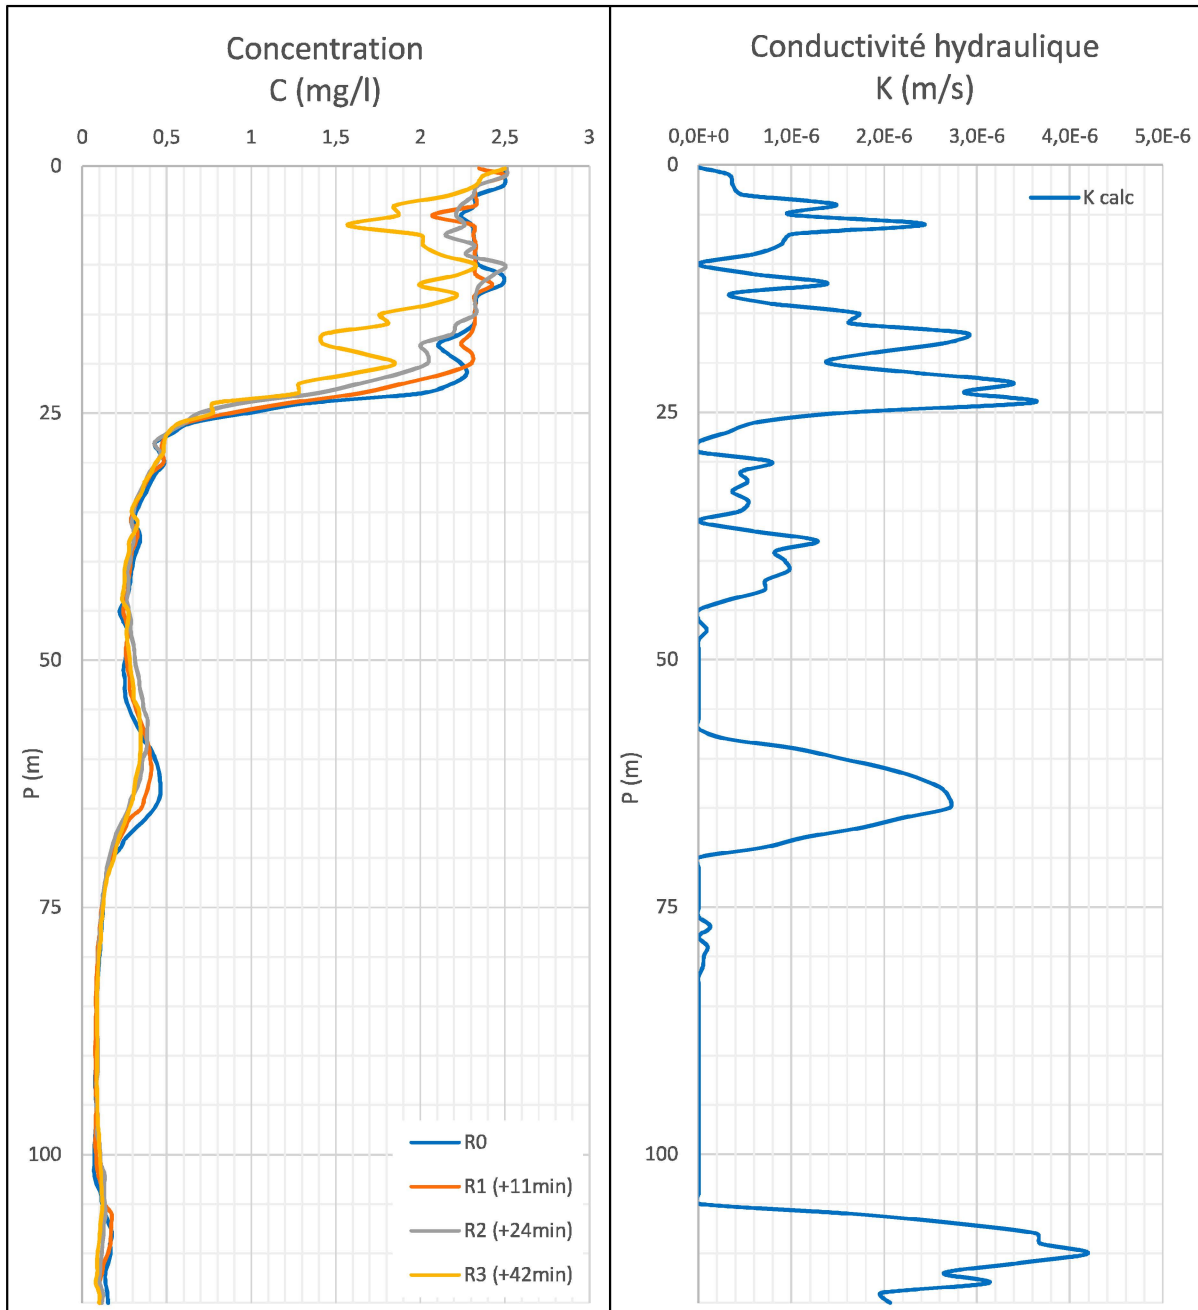 Concentration
C (mg/l)
0 0,5 1 1,5 2 2,5 3
0
25
50
75
100
P (m)
R0
R1 (+11min)
R2 (+24min)
R3 (+42min)
Conductivité hydraulique
K (m/s)
0,0E+0 1,0E-6 2,0E-6 3,0E-6 4,0E-6 5,0E-6
0
25
50
75
100
P (m)
K calc